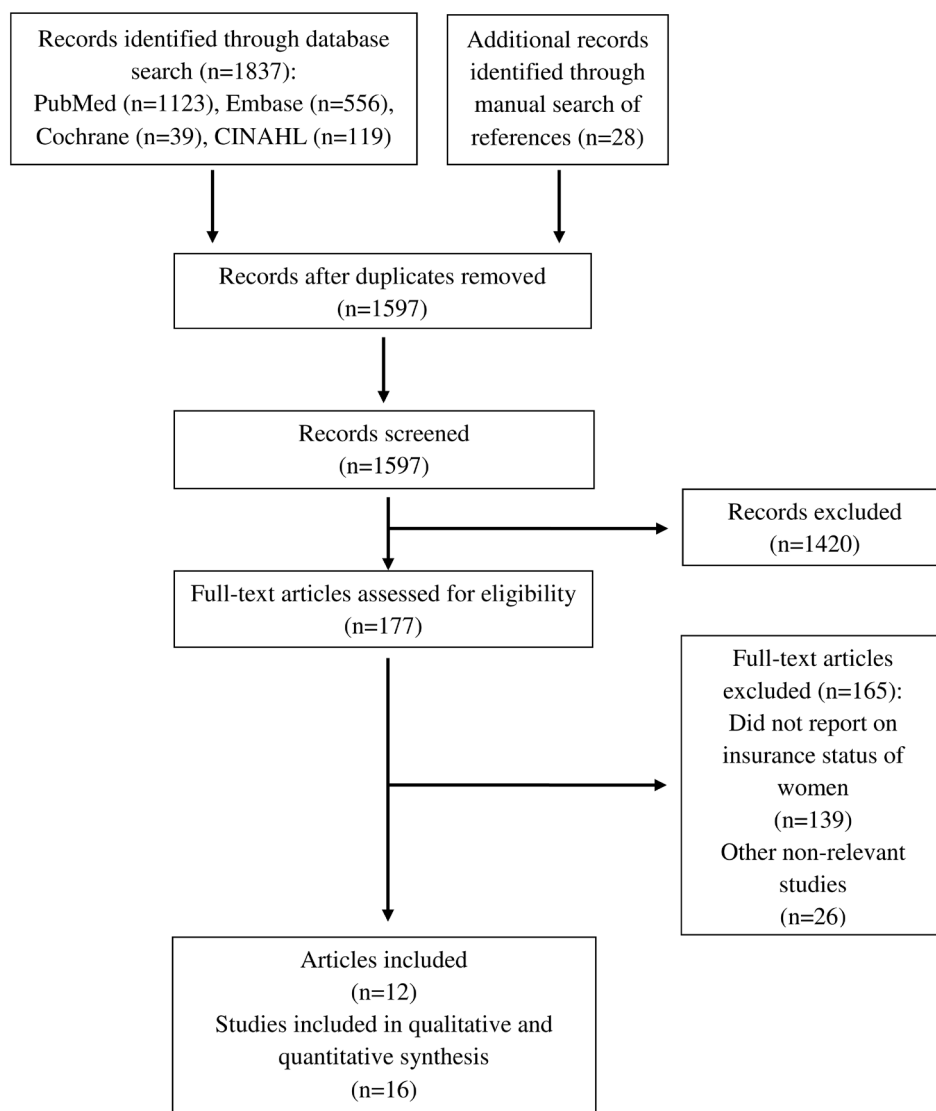 Records identified through database
search (n=1837):
PubMed (n=1123), Embase (n=556),
Cochrane (n=39), CINAHL (n=119)
Additional records
identified through
manual search of
references (n=28)
Records after duplicates removed
(n=1597)
Records screened
(n=1597)
Records excluded
(n=1420)
Full-text articles assessed for eligibility
(n=177)
Full-text articles
excluded (n=165):
Did not report on
insurance status of
women
(n=139)
Other non-relevant
studies
(n=26)
Articles included
(n=12)
Studies included in qualitative and
quantitative synthesis
(n=16)